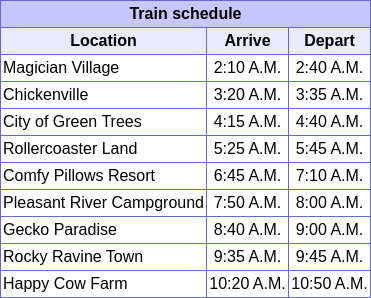 Train schedule
Location Arrive Depart
Magician Village 2:10 A.M. 2:40 A.M.
Chickenville 3:20 A.M. 3:35 A.M.
City of Green Trees 4:15 A.M. 4:40 A.M.
Rollercoaster Land 5:25 A.M. 5:45 A.M.
Comfy Pillows Resort 6:45 A.M. 7:10 A.M.
Pleasant River Campground 7:50 A.M. 8:00 A.M.
Gecko Paradise 8:40 A.M. 9:00 A.M.
Rocky Ravine Town 9:35 A.M. 9:45 A.M.
Happy Cow Farm 10:20 A.M. 10:50 A.M.